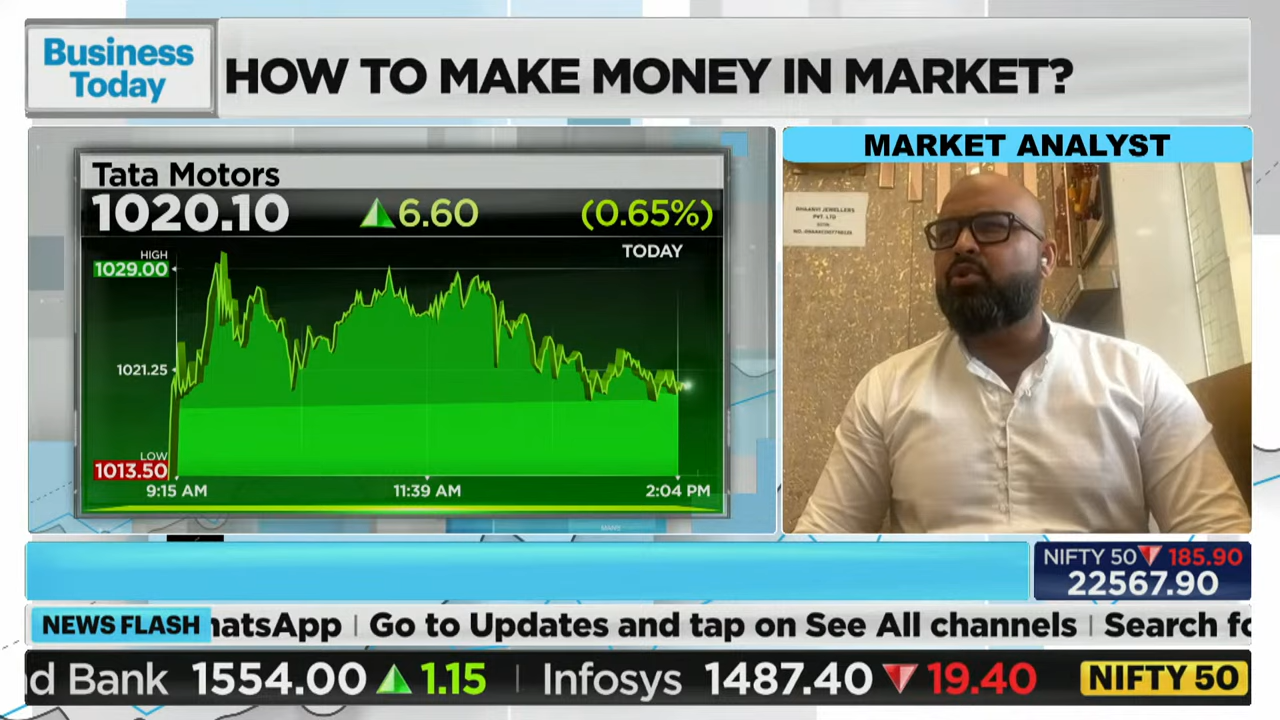 Business
Today
HOW TO MAKE MONEY IN MARKET?
Tata Motors
1020.10 6.60 (0.65%)
TODAY
HIGH
1029.00
1021.25
LOW
1013.50
9:15 AM 11:39 AM 2:04 PM
MARKET ANALYST
PVT. LTD
NIFTY 50 185.90
22567.90
NEWS FLASH hatsApp | Go to Updates and tap on See All channels | Search fo
d Bank 1554.00 1.15 | Infosys 1487.40 19.40 NIFTY 50